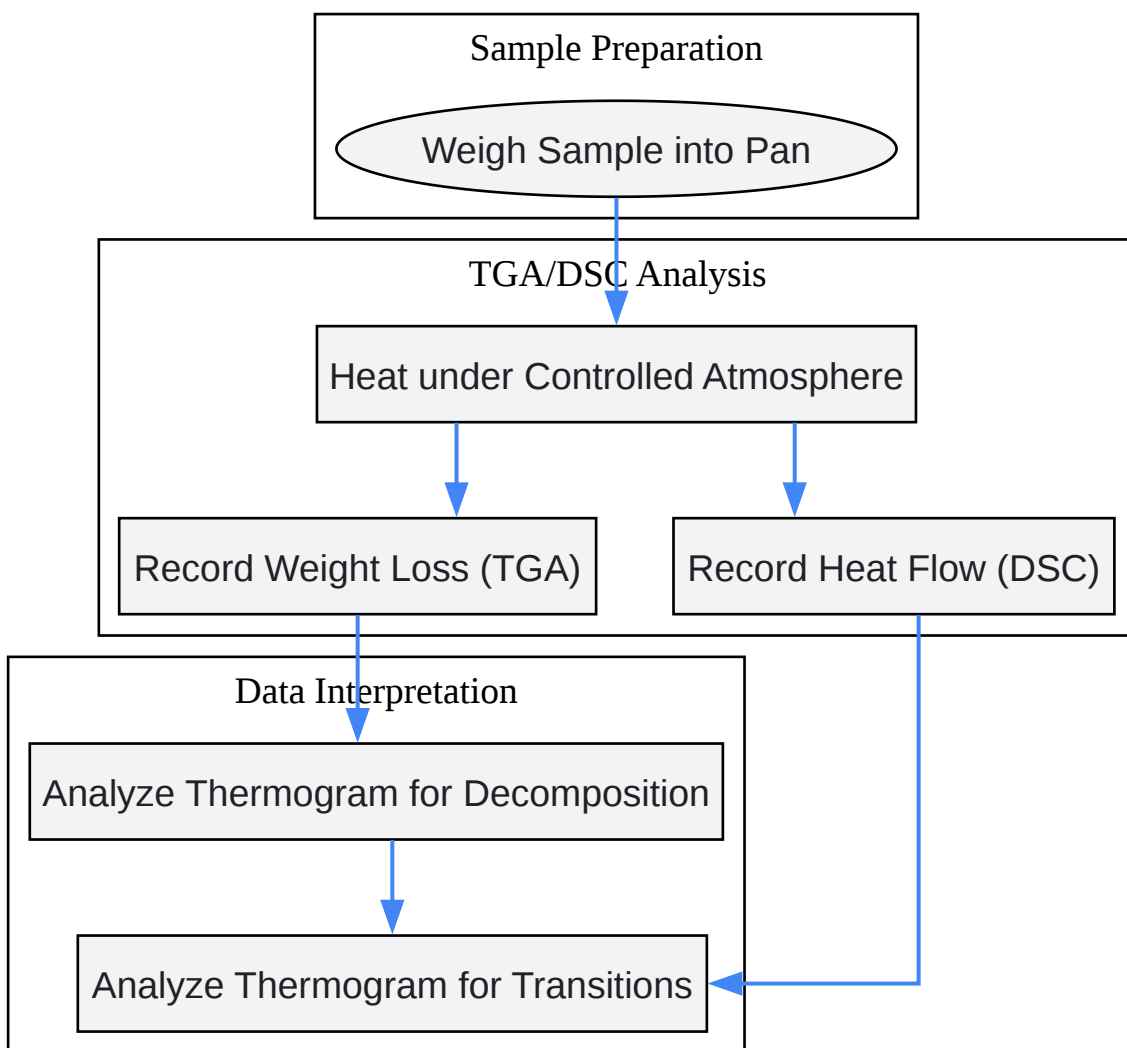 Sample Preparation
Weigh Sample into Pan
TGA/DSC Analysis
Heat under Controlled Atmosphere
Record Weight Loss (TGA)
Record Heat Flow (DSC)
Data Interpretation
Analyze Thermogram for Decomposition
Analyze Thermogram for Transitions